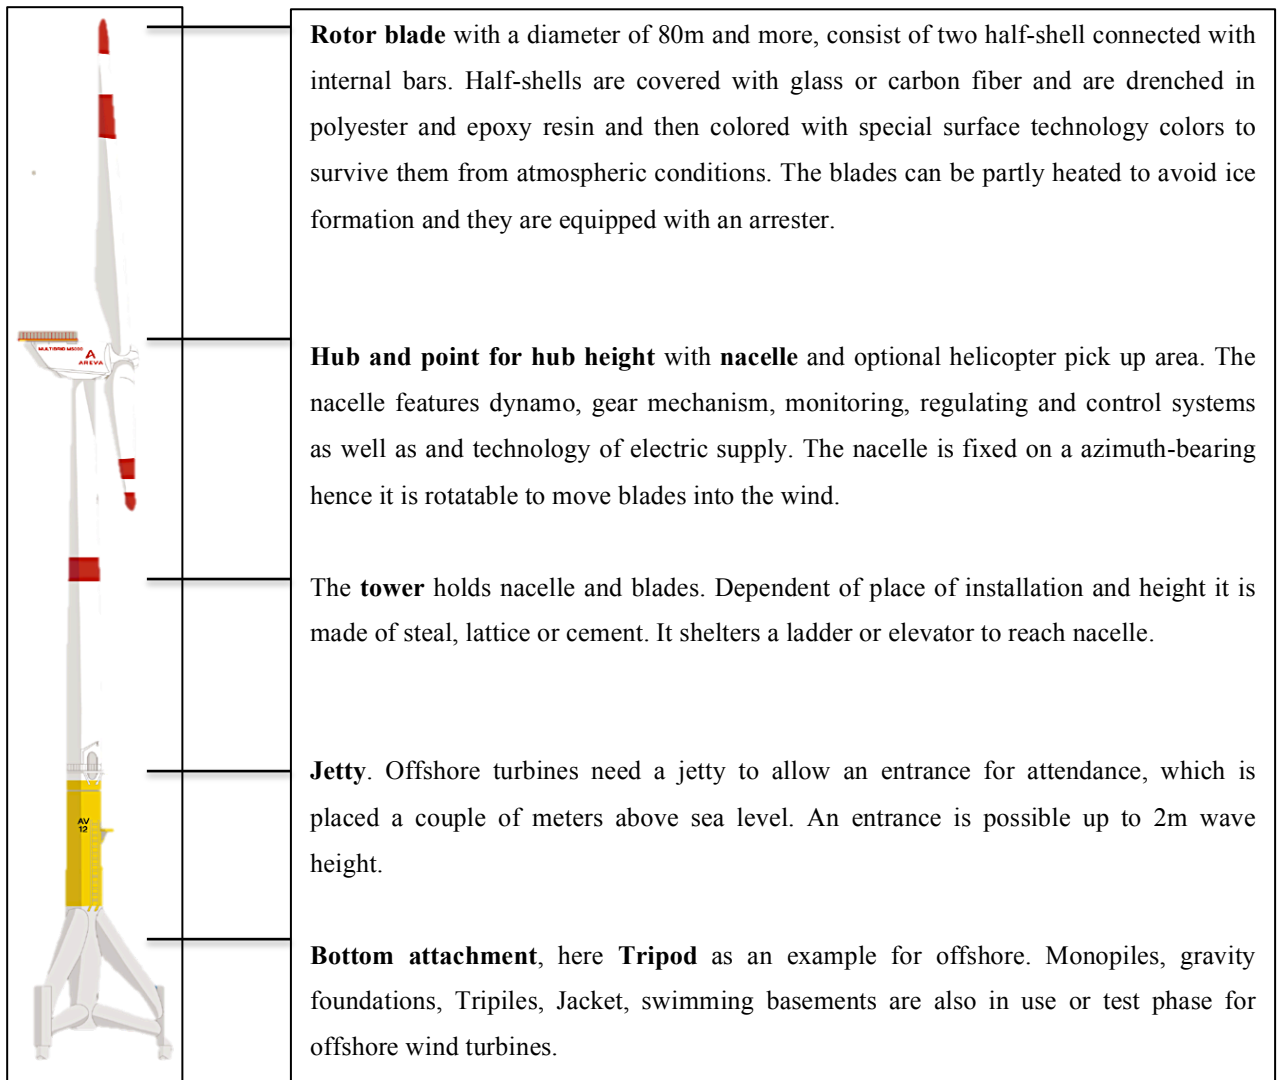 Rotor blade with a diameter of 80m and more, consist of two half-shell connected with
internal bars. Half-shells are covered with glass or carbon fiber and are drenched in
polyester and epoxy resin and then colored with special surface technology colors to
survive them from atmospheric conditions. The blades can be partly heated to avoid ice
formation and they are equipped with an arrester.
MULTIBRID M5000
A
AREVA
Hub and point for hub height with nacelle and optional helicopter pick up area. The
nacelle features dynamo, gear mechanism, monitoring, regulating and control systems
as well as and technology of electric supply. The nacelle is fixed on a azimuth-bearing
hence it is rotatable to move blades into the wind.
The tower holds nacelle and blades. Dependent of place of installation and height it is
made of steal, lattice or cement. It shelters a ladder or elevator to reach nacelle.
Jetty. Offshore turbines need a jetty to allow an entrance for attendance, which is
placed a couple of meters above sea level. An entrance is possible up to 2m wave
height.
AV
12
Bottom attachment, here Tripod as an example for offshore. Monopiles, gravity
foundations, Tripiles, Jacket, swimming basements are also in use or test phase for
offshore wind turbines.